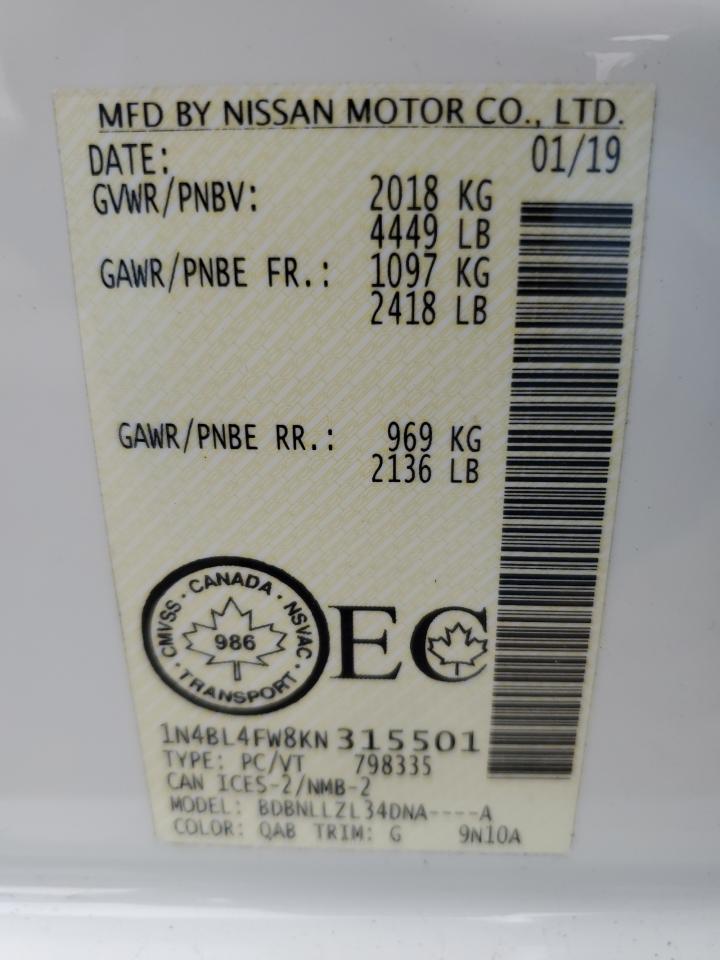 MFD BY NISSAN MOTOR CO., LTD.
DATE: 01/19
GVWR/PNBV: 2018 KG
4449 LB
GAWR/PNBE FR.: 1097 KG
2418 LB
GAWR/PNBE RR.: 969 KG
2136 LB
CMVSS · CANADA · NSVAC · TRANSPORT ·
986
EC
1N4BL4FW8KN315501
TYPE: PC/VT 798335
CAN ICES-2/NMB-2
MODEL: BDBNLLZL34DNA----A
COLOR: QAB TRIM: G 9N10A